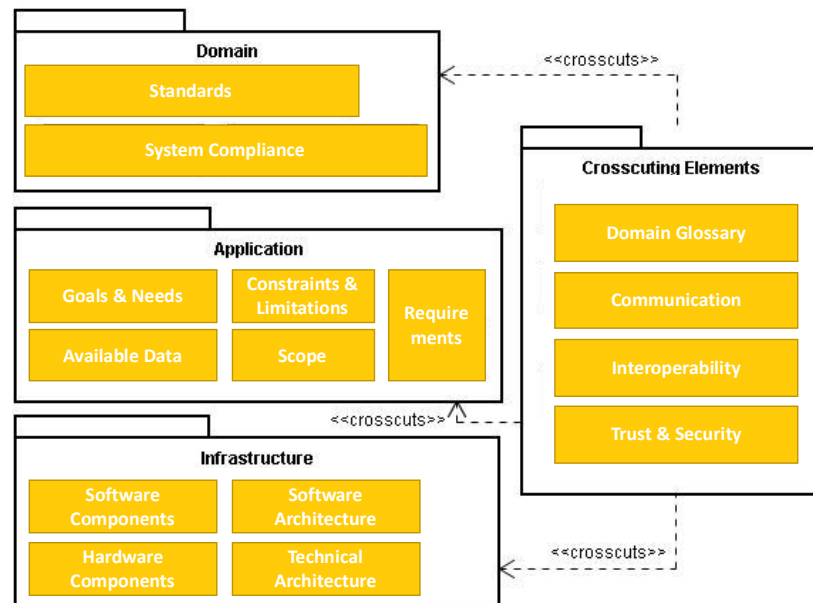 Domain
Standards
System Compliance
<<crosscuts>>
Crosscuting Elements
Domain Glossary
Communication
Interoperability
Trust & Security
Application
Goals & Needs
Constraints &
Limitations
Require
ments
Available Data
Scope
<<crosscuts>>
Infrastructure
Software
Components
Software
Architecture
Hardware
Components
Technical
Architecture
<<crosscuts>>